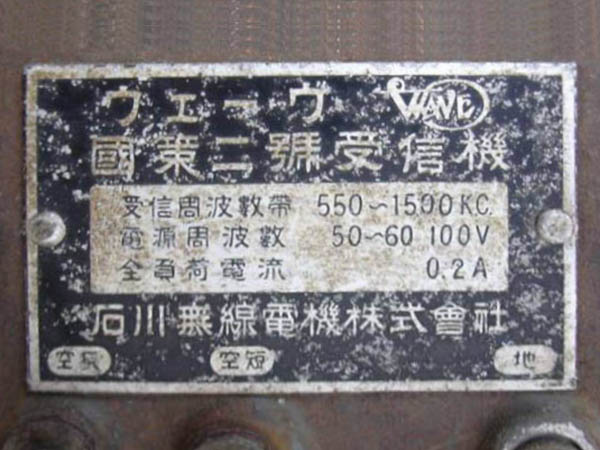 ウェーヴ WAVE
國策二號受信機
受信周波數帶 550~1500KC.
電源周波數 50~60 100V
全負荷電流 0.2A
石川無線電機株式會社
空長 空短 地